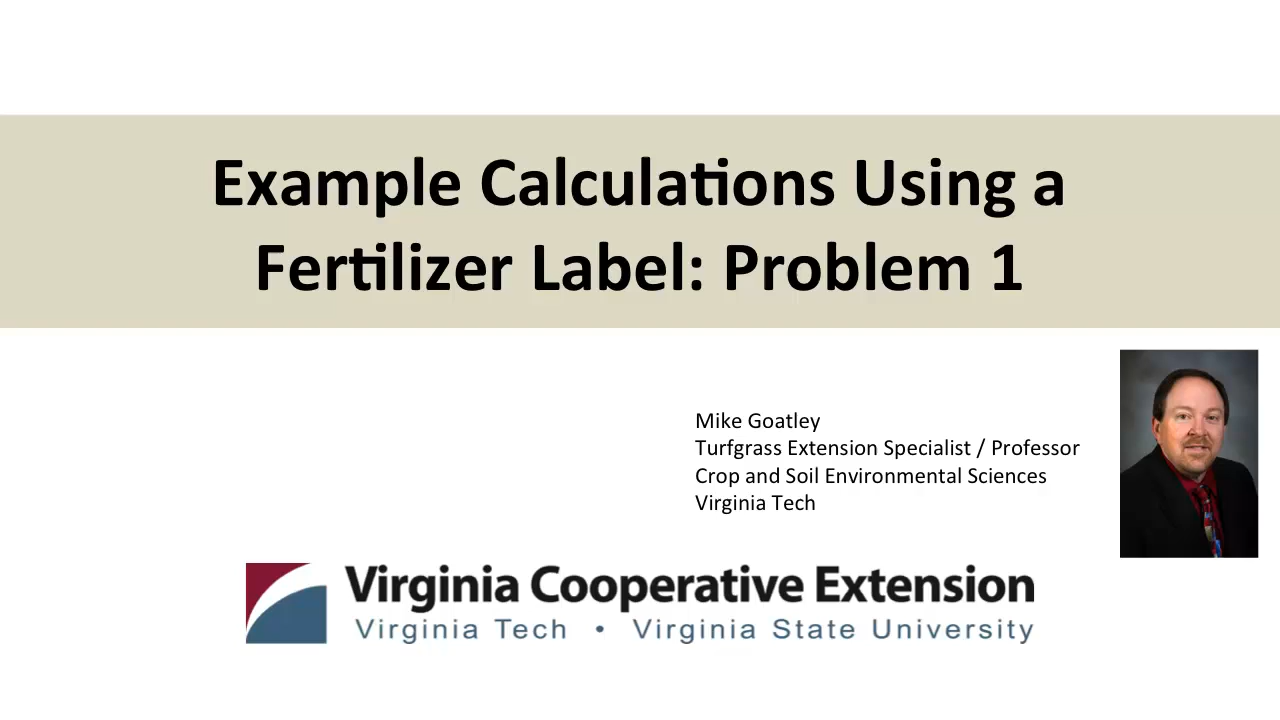 Example Calculations Using a
Fertilizer Label: Problem 1
Mike Goatley
Turfgrass Extension Specialist / Professor
Crop and Soil Environmental Sciences
Virginia Tech
Virginia Cooperative Extension
Virginia Tech • Virginia State University